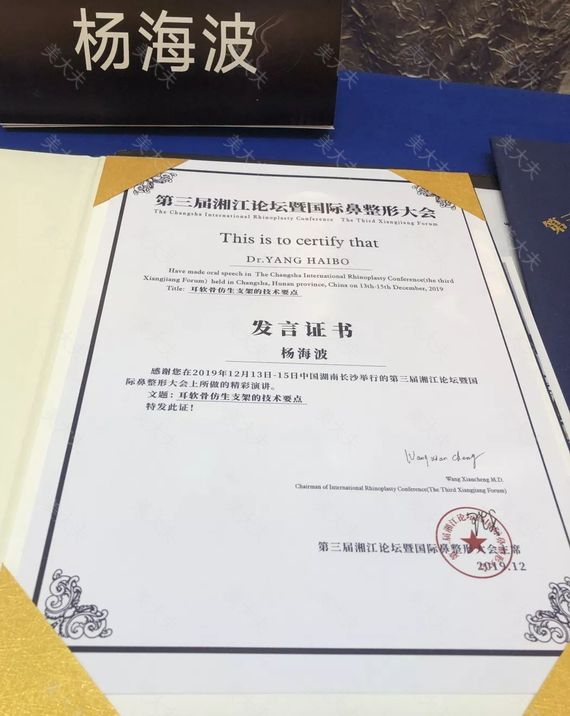 杨海波
第三届湘江论坛暨国际鼻整形大会
The Changsha International Rhinoplasty Conference The Third Xiangjiang Forum
This is to certify that
Dr.YANG HAIBO
Have made oral speech in The Changsha International Rhinoplasty Conference(the third
Xiangjiang Forum) held in Changsha, Hunan province, China on 13th-15th December, 2019
Title: 耳软骨仿生支架的技术要点
发言证书
杨海波
感谢您在2019年12月13日-15日中国湖南长沙举行的第三届湘江论坛暨国
际鼻整形大会上所做的精彩演讲。
文题：耳软骨仿生支架的技术要点
特发此证！
Wang xian cheng
Wang Xiancheng M.D.
Chairman of International Rhinoplasty Conference(The Third Xiangjiang Forum)
第三届湘江论坛暨国际鼻整形大会主席
2019.12
美大夫